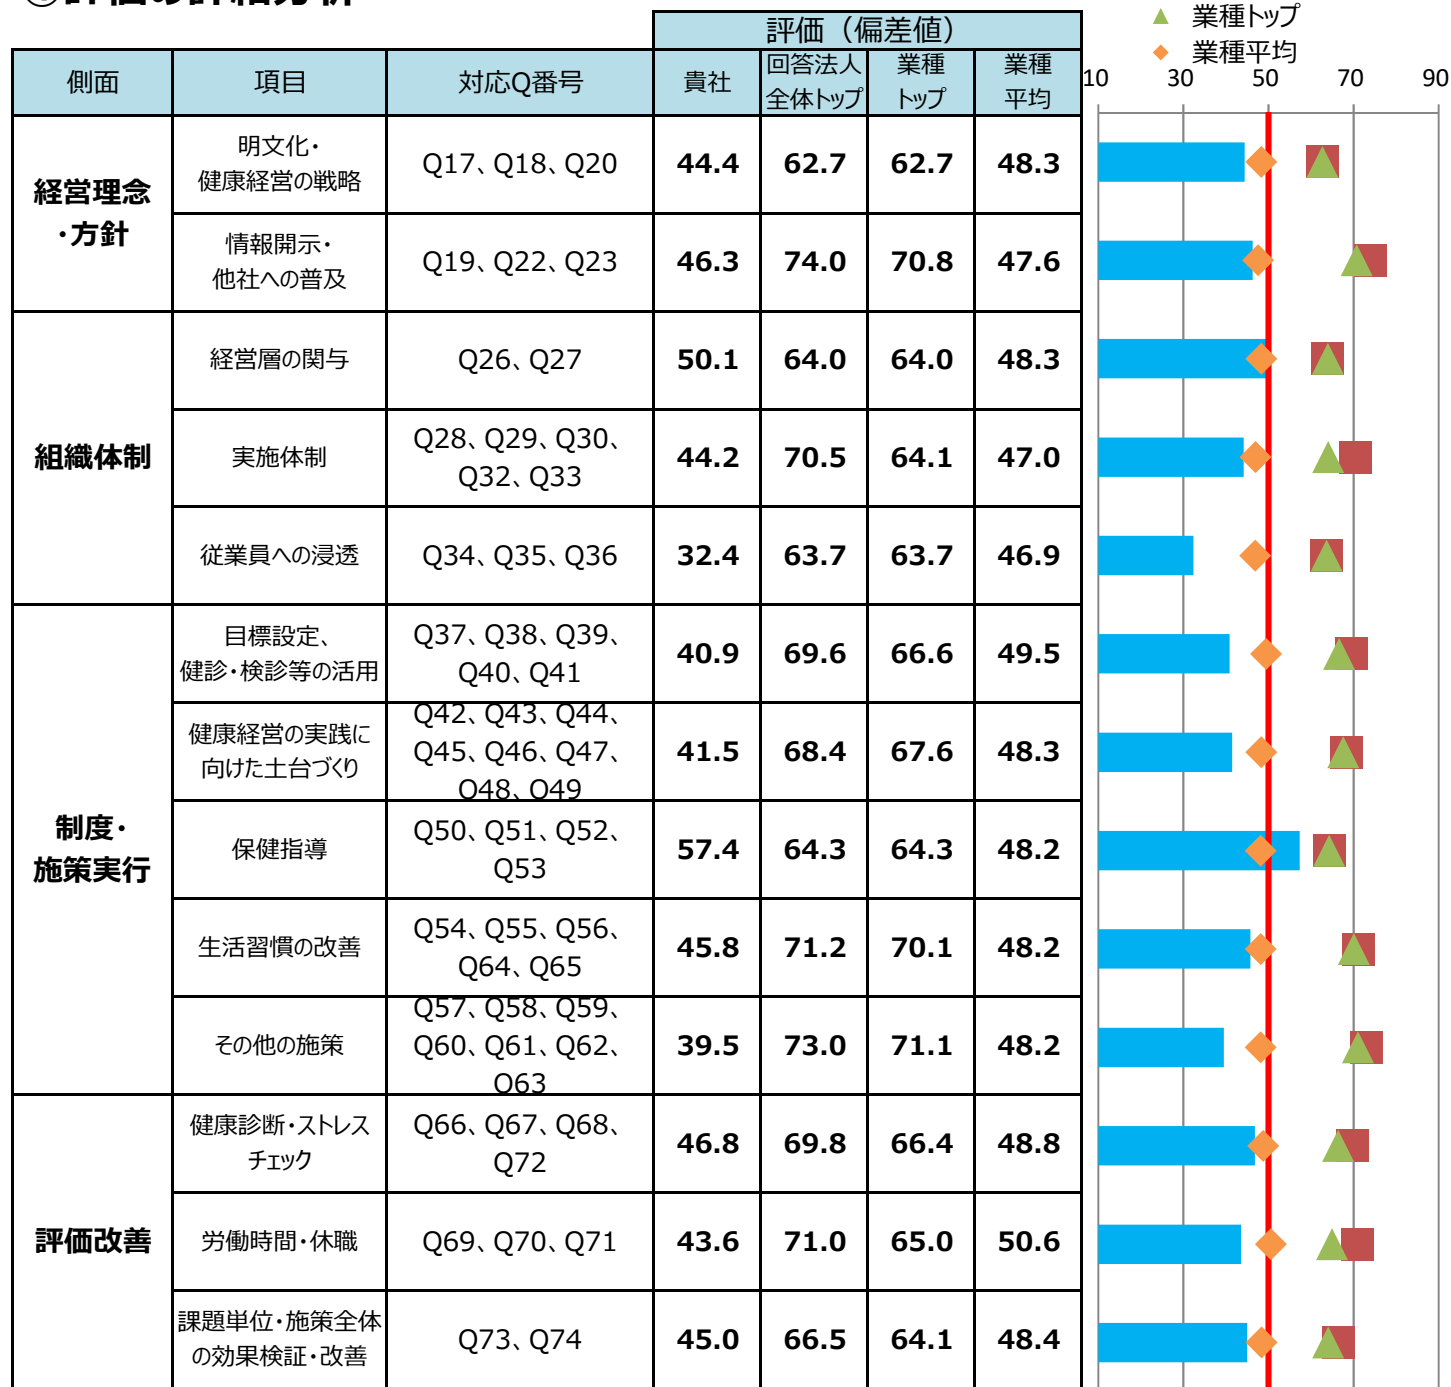 ▲ 業種トップ
◆ 業種平均
評価（偏差値）
側面 項目 対応Q番号 貴社 回答法人全体トップ 業種トップ 業種平均
10 30 50 70 90
経営理念・方針
明文化・
健康経営の戦略
Q17、Q18、Q20
44.4 62.7 62.7 48.3
情報開示・
他社への普及
Q19、Q22、Q23
46.3 74.0 70.8 47.6
組織体制
経営層の関与
Q26、Q27
50.1 64.0 64.0 48.3
実施体制
Q28、Q29、Q30、
Q32、Q33
44.2 70.5 64.1 47.0
従業員への浸透
Q34、Q35、Q36
32.4 63.7 63.7 46.9
制度・
施策実行
目標設定、
健診・検診等の活用
Q37、Q38、Q39、
Q40、Q41
40.9 69.6 66.6 49.5
健康経営の実践に
向けた土台づくり
Q42、Q43、Q44、
Q45、Q46、Q47、
Q48、Q49
41.5 68.4 67.6 48.3
保健指導
Q50、Q51、Q52、
Q53
57.4 64.3 64.3 48.2
生活習慣の改善
Q54、Q55、Q56、
Q64、Q65
45.8 71.2 70.1 48.2
その他の施策
Q57、Q58、Q59、
Q60、Q61、Q62、
Q63
39.5 73.0 71.1 48.2
評価改善
健康診断・ストレス
チェック
Q66、Q67、Q68、
Q72
46.8 69.8 66.4 48.8
労働時間・休職
Q69、Q70、Q71
43.6 71.0 65.0 50.6
課題単位・施策全体
の効果検証・改善
Q73、Q74
45.0 66.5 64.1 48.4